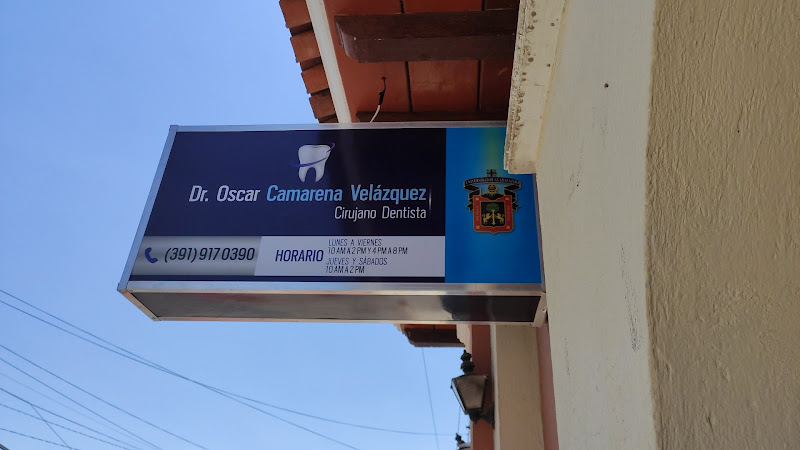 Dr. Oscar Camarena Velázquez
Cirujano Dentista
(391) 917 0390
HORARIO
LUNES A VIERNES
10 AM A 2 PM Y 4 PM A 8 PM
JUEVES Y SÁBADOS
10 AM A 2 PM